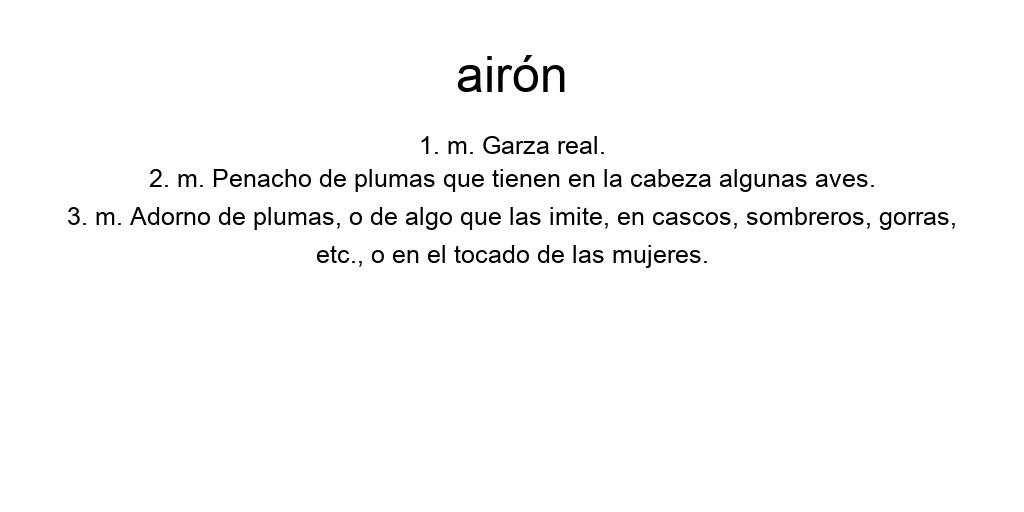 airón
1. m. Garza real.
2. m. Penacho de plumas que tienen en la cabeza algunas aves.
3. m. Adorno de plumas, o de algo que las imite, en cascos, sombreros, gorras,
etc., o en el tocado de las mujeres.